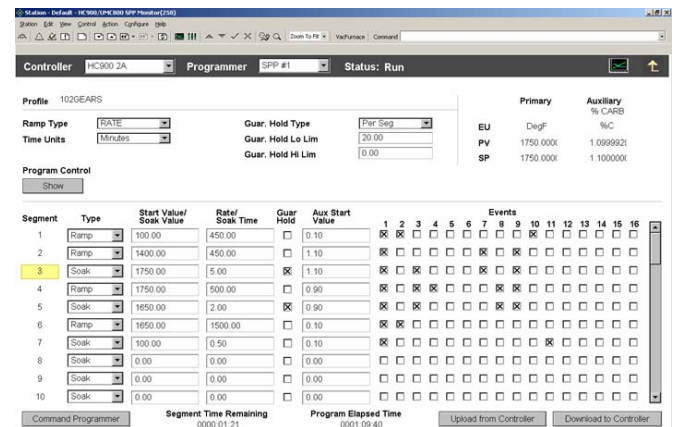 Station - Default - HC900/UMC800 SPP Monitor(258)
Station Edit View Control Action Configure Help
Zoom To Fit VacFurnace Command
Controller HC900 2A Programmer SPP #1 Status: Run
Profile 102GEARS
Primary Auxiliary
% CARB
Ramp Type RATE Guar. Hold Type Per Seg
EU DegF %C
Time Units Minutes Guar. Hold Lo Lim 20.00
PV 1750.000( 1.099992(
Guar. Hold Hi Lim 0.00
SP 1750.000( 1.100000(
Program Control
Show
Segment Type Start Value/ Soak Value Rate/ Soak Time Guar Hold Aux Start Value Events
1 2 3 4 5 6 7 8 9 10 11 12 13 14 15 16
1 Ramp 100.00 450.00 0.10
2 Ramp 1400.00 450.00 1.10
3 Soak 1750.00 5.00 1.10
4 Ramp 1750.00 500.00 0.90
5 Soak 1650.00 2.00 0.90
6 Ramp 1650.00 1500.00 0.10
7 Soak 100.00 0.50 0.10
8 Soak 0.00 0.00 0.00
9 Soak 0.00 0.00 0.00
10 Soak 0.00 0.00 0.00
Command Programmer Segment Time Remaining Program Elapsed Time Upload from Controller Download to Controller
0000:01:21 0001:09:40